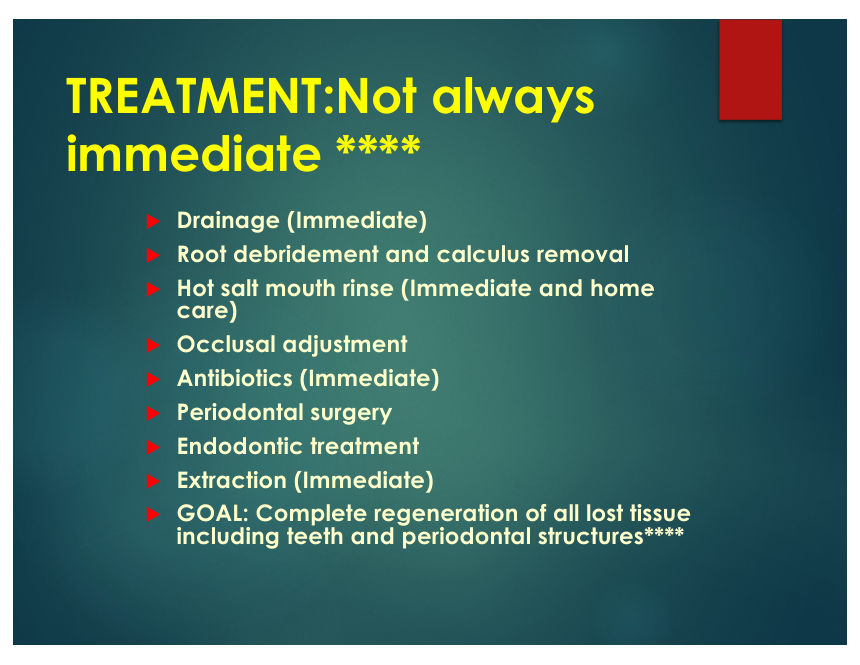 TREATMENT:Not always
immediate ****
Drainage (Immediate)
Root debridement and calculus removal
Hot salt mouth rinse (Immediate and home
care)
Occlusal adjustment
Antibiotics (Immediate)
Periodontal surgery
Endodontic treatment
Extraction (Immediate)
GOAL: Complete regeneration of all lost tissue
including teeth and periodontal structures****